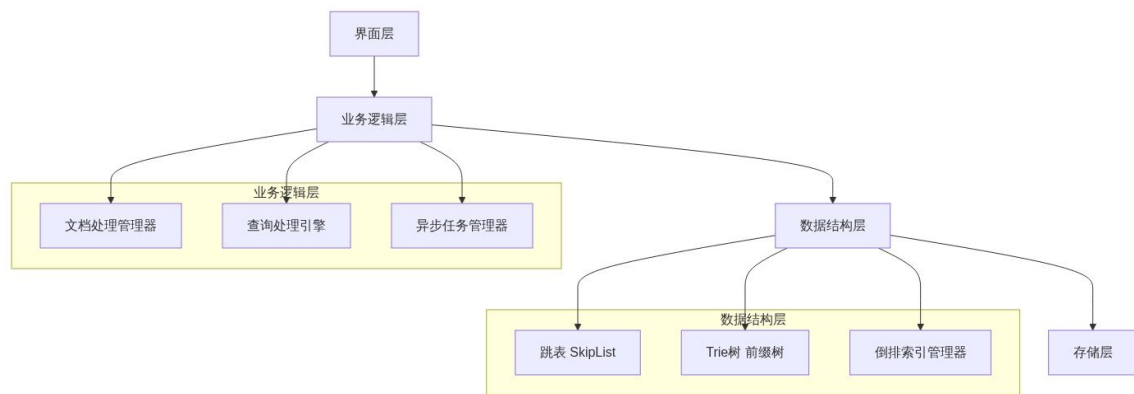 界面层
业务逻辑层
业务逻辑层
文档处理管理器
查询处理引擎
异步任务管理器
数据结构层
数据结构层
跳表 SkipList
Trie树 前缀树
倒排索引管理器
存储层